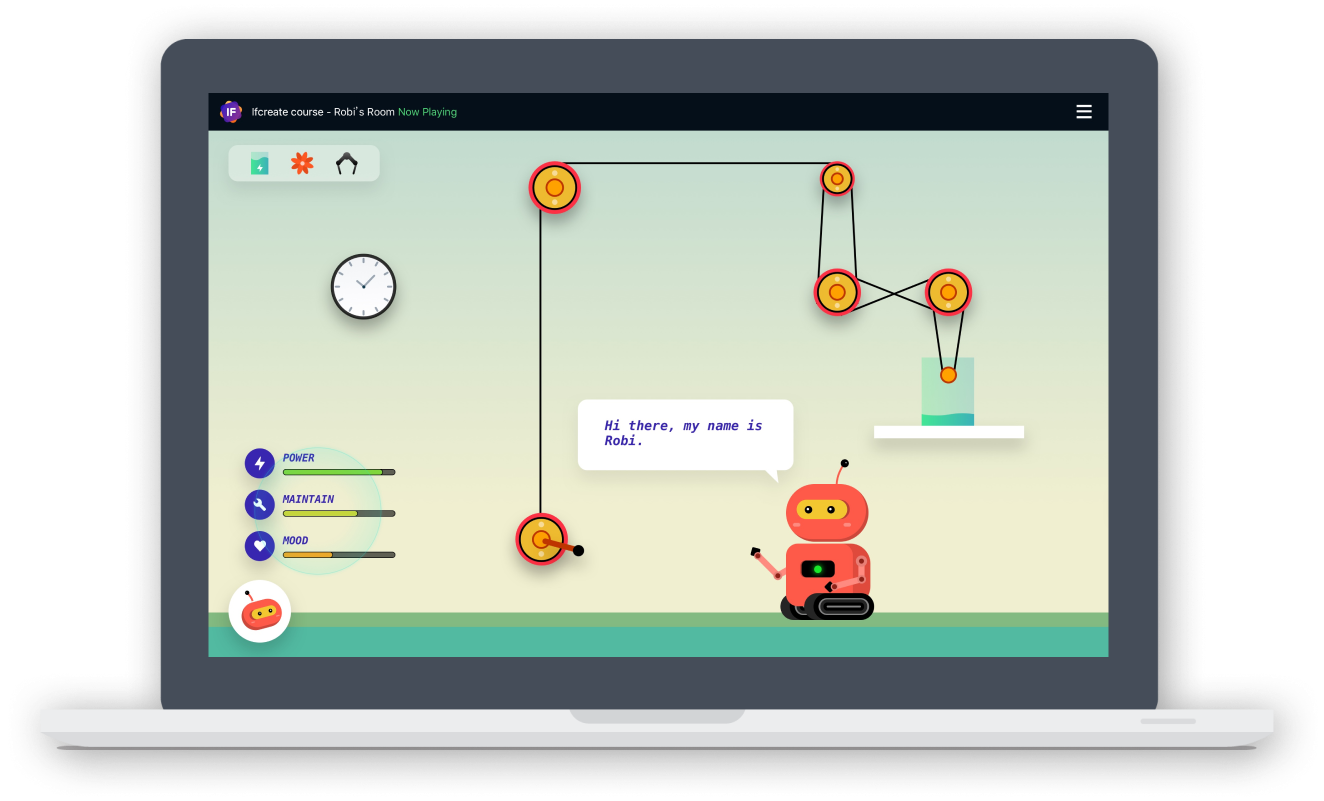 IF Ifcreate course - Robi's Room Now Playing
Hi there, my name is
Robi.
POWER
MAINTAIN
MOOD